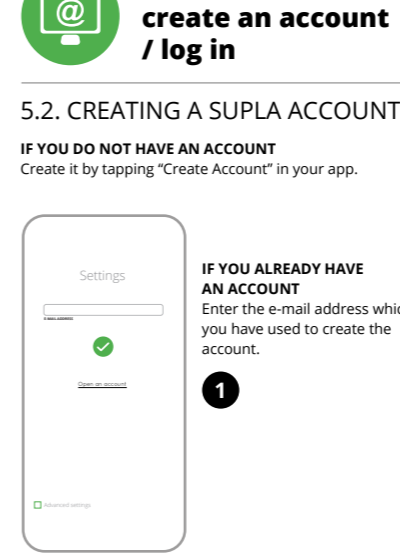 @
create an account
/ log in
5.2. CREATING A SUPLA ACCOUNT
IF YOU DO NOT HAVE AN ACCOUNT
Create it by tapping “Create Account” in your app.
Settings
E-MAIL ADDRESS
Open an account
Advanced settings
IF YOU ALREADY HAVE
AN ACCOUNT
Enter the e-mail address whic
you have used to create the
account.
1